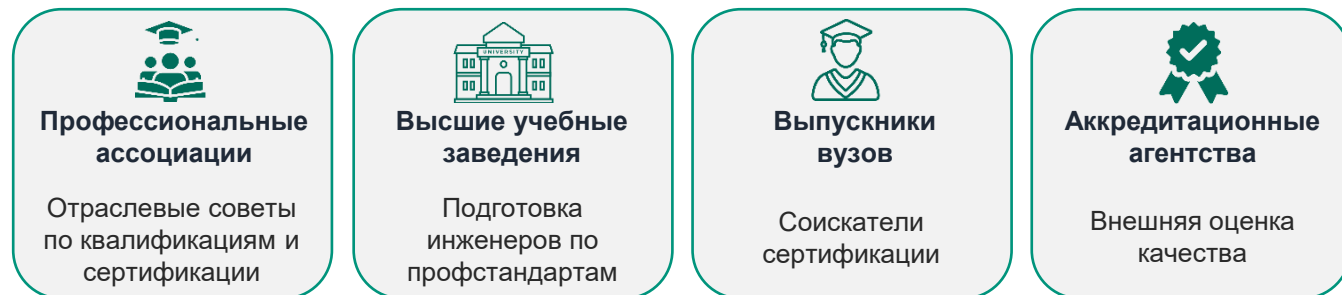 Профессиональные
ассоциации
Отраслевые советы
по квалификациям и
сертификации
UNIVERSITY
Высшие учебные
заведения
Подготовка
инженеров по
профстандартам
Выпускники
вузов
Соискатели
сертификации
Аккредитационные
агентства
Внешняя оценка
качества